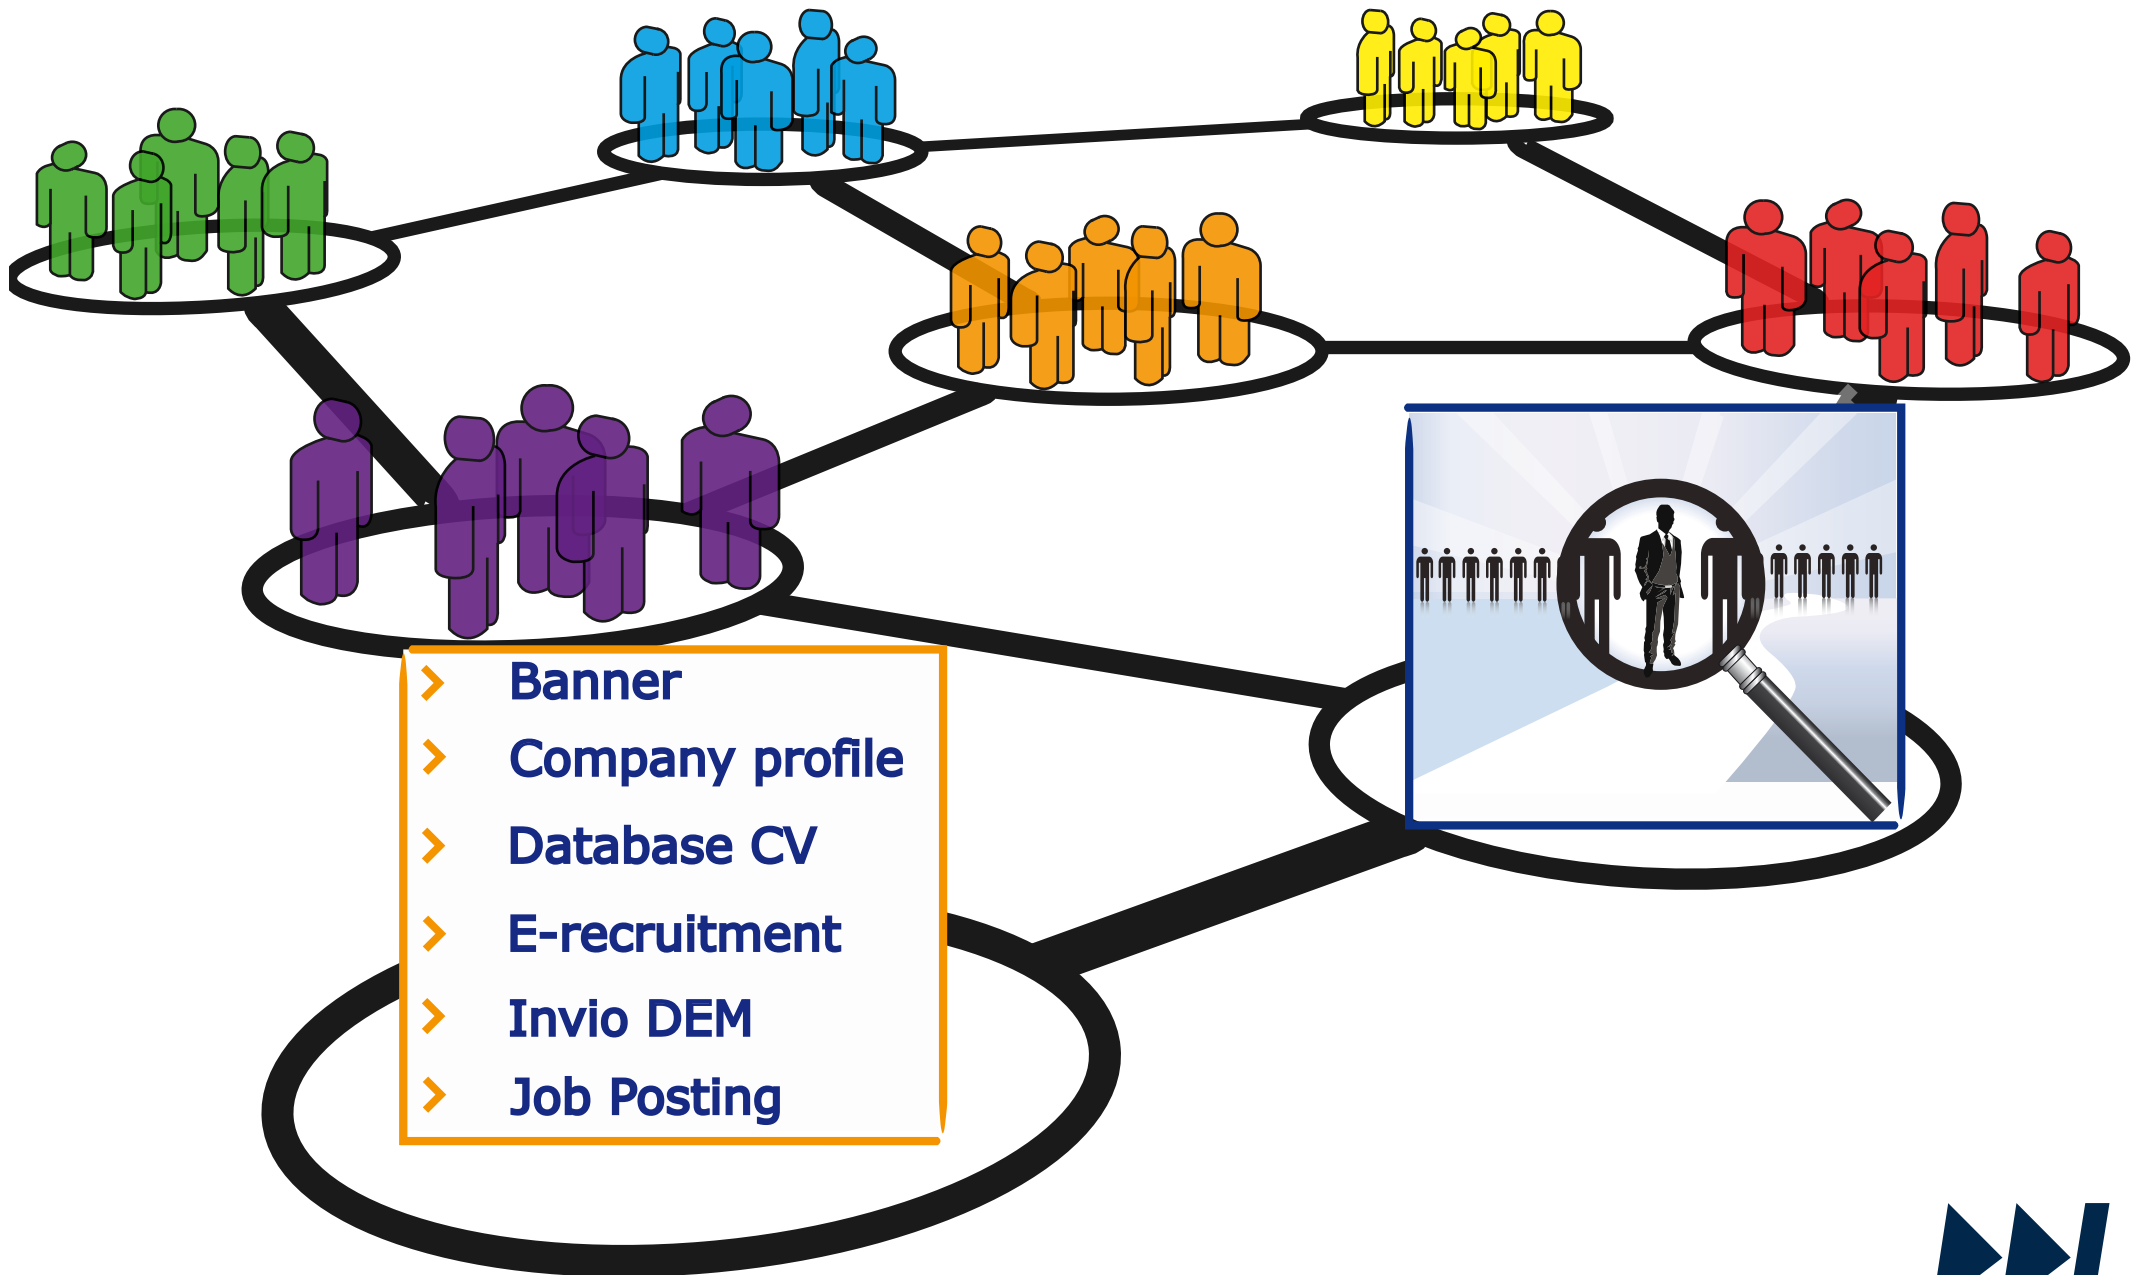 Banner
Company profile
Database CV
E-recruitment
Invio DEM
Job Posting